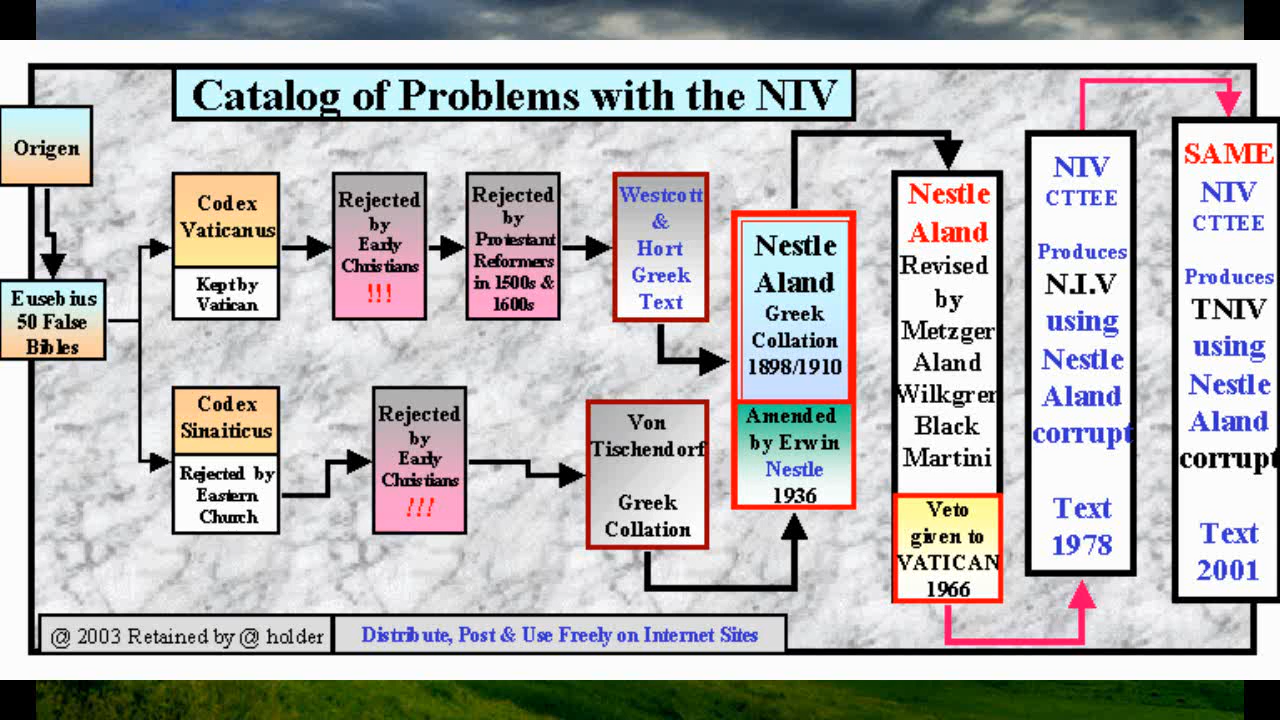 Catalog of Problems with the NIV
Origen
Eusebius
50 False
Bibles
Codex
Vaticanus
Kept by
Vatican
Rejected
by
Early
Christians
!!!
Rejected
by
Protestant
Reformers
in 1500s &
1600s
Westcott
&
Hort
Greek
Text
Codex
Sinaiticus
Rejected by
Eastern
Church
Rejected
by
Early
Christians
!!!
Von
Tischendorf
Greek
Collation
Nestle
Aland
Greek
Collation
1898/1910
Amended
by Erwin
Nestle
1936
Nestle
Aland
Revised
by
Metzger
Aland
Wilkgren
Black
Martini
Veto
given to
VATICAN
1966
NIV
CTTEE
Produces
N.I.V
using
Nestle
Aland
corrupt
Text
1978
SAME
NIV
CTTEE
Produces
TNIV
using
Nestle
Aland
corrupt
Text
2001
@ 2003 Retained by @ holder
Distribute, Post & Use Freely on Internet Sites